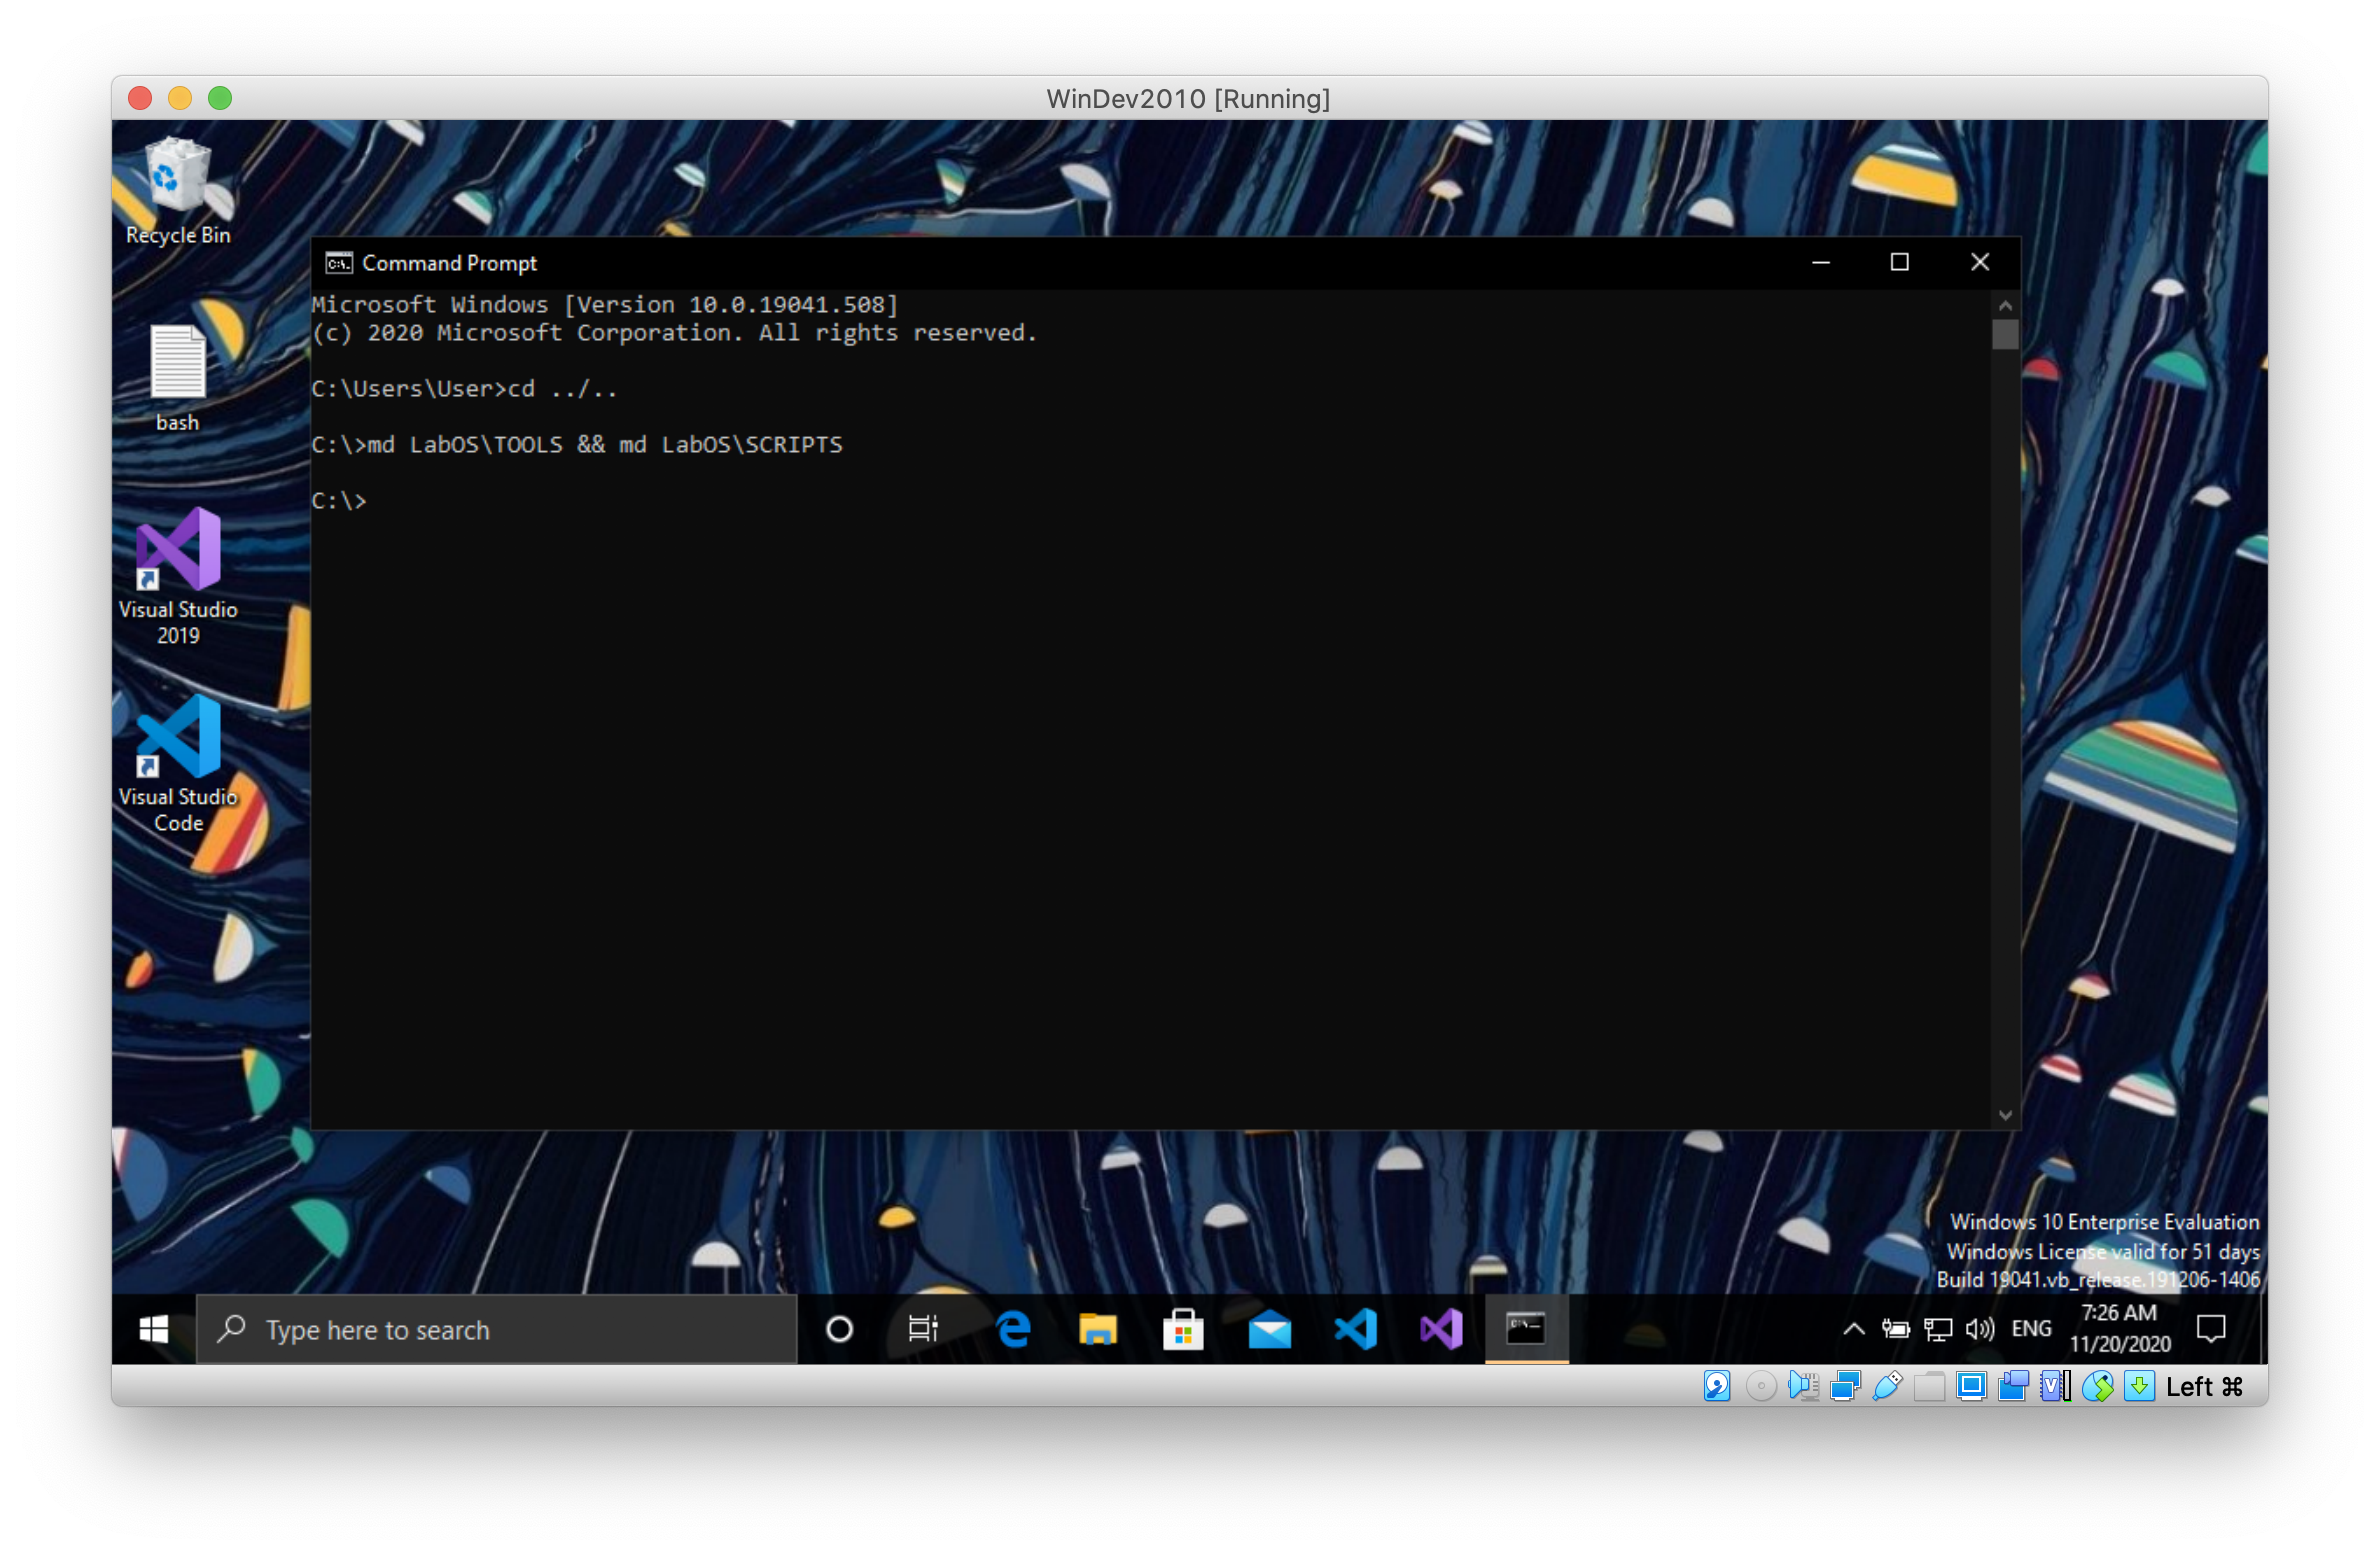 WinDev2010 [Running]
Recycle Bin
bash
Visual Studio
2019
Visual Studio
Code
Command Prompt
Microsoft Windows [Version 10.0.19041.508]
(c) 2020 Microsoft Corporation. All rights reserved.
C:\Users\User>cd ../..
C:\>md LabOS\TOOLS && md LabOS\SCRIPTS
C:\>
Windows 10 Enterprise Evaluation
Windows License valid for 51 days
Build 19041.vb_release.191206-1406
Type here to search
ENG
7:26 AM
11/20/2020
Left ⌘